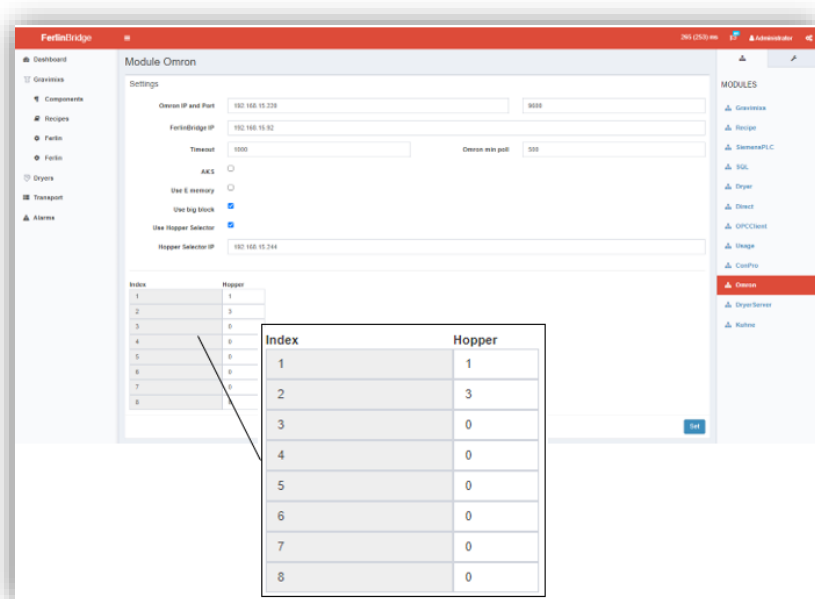 FerlinBridge
265 (253) ms
Administrator
Dashboard
Gravimixs
Components
Recipes
Ferlin
Ferlin
Dryers
Transport
Alarms
Module Omron
Settings
Omron IP and Port
9600
FerlinBridge IP
192.168.15.92
Timeout
1000
Omron min poll
500
AKS
Use E memory
Use big block
Use Hopper Selector
Hopper Selector IP
192.168.15.244
Index Hopper
1 1
2 3
3 0
4 0
5 0
6 0
7 0
8
Set
MODULES
Gravimixs
Recipe
SiemensPLC
SQL
Dryer
Direct
OPCClient
Usage
ConPro
Omron
DryerServer
Index Hopper
1 1
2 3
3 0
4 0
5 0
6 0
7 0
8 0